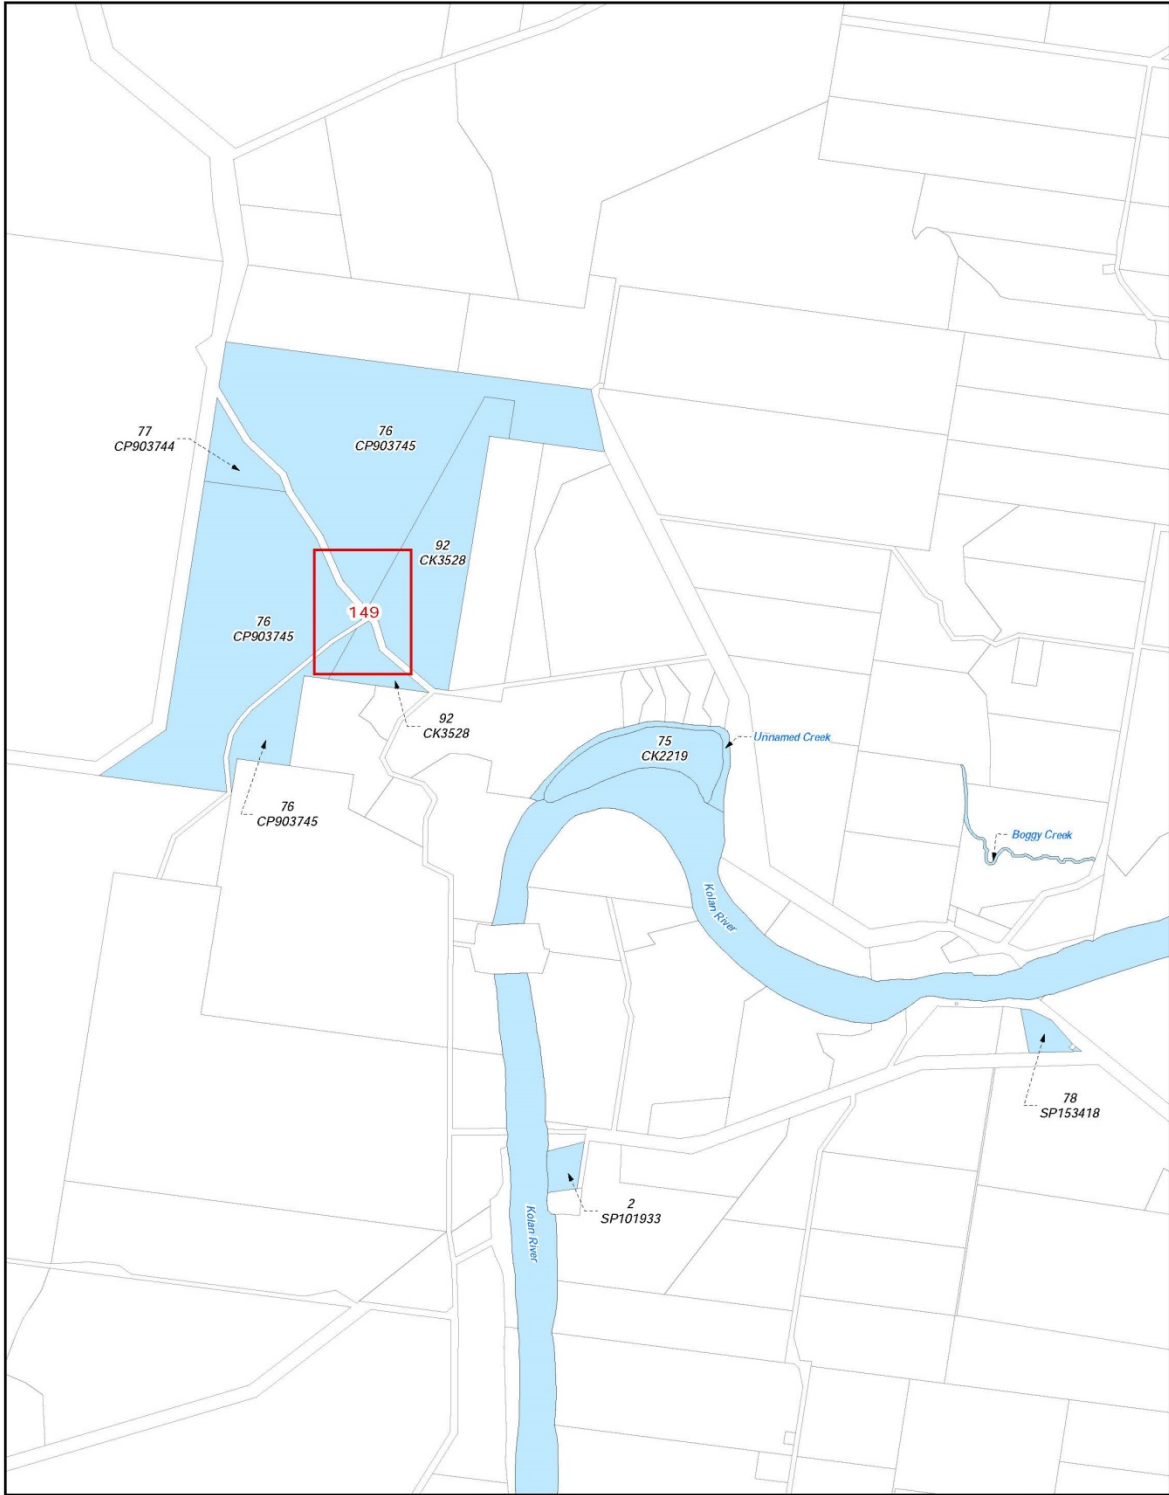 77
CP903744
76
CP903745
92
CK3528
149
76
CP903745
92
CK3528
75
CK2219
Unnamed Creek
76
CP903745
Boggy Creek
Kolan River
78
SP153418
2
SP101933
Kolan River